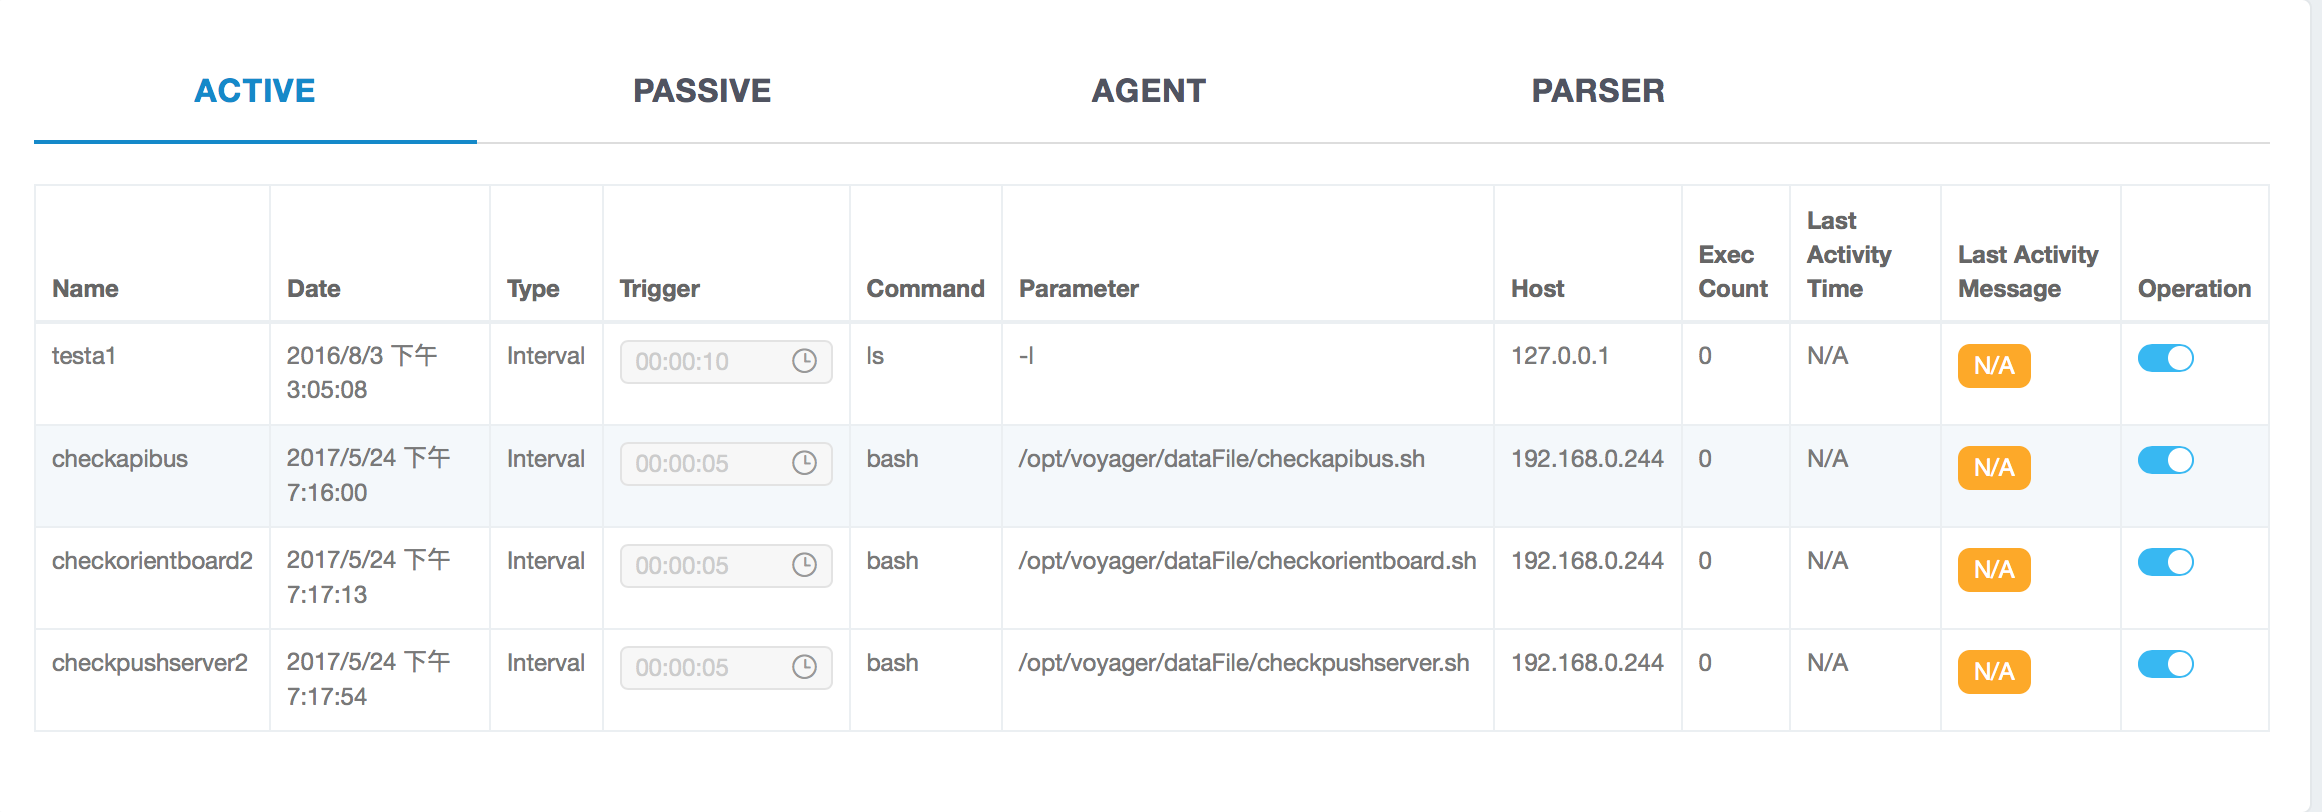 ACTIVE PASSIVE AGENT PARSER
Name Date Type Trigger Command Parameter Host Exec Count Last Activity Time Last Activity Message Operation
testa1 2016/8/3 下午 3:05:08 Interval 00:00:10 ls -l 127.0.0.1 0 N/A N/A
checkapibus 2017/5/24 下午 7:16:00 Interval 00:00:05 bash /opt/voyager/dataFile/checkapibus.sh 192.168.0.244 0 N/A N/A
checkorientboard2 2017/5/24 下午 7:17:13 Interval 00:00:05 bash /opt/voyager/dataFile/checkorientboard.sh 192.168.0.244 0 N/A N/A
checkpushserver2 2017/5/24 下午 7:17:54 Interval 00:00:05 bash /opt/voyager/dataFile/checkpushserver.sh 192.168.0.244 0 N/A N/A